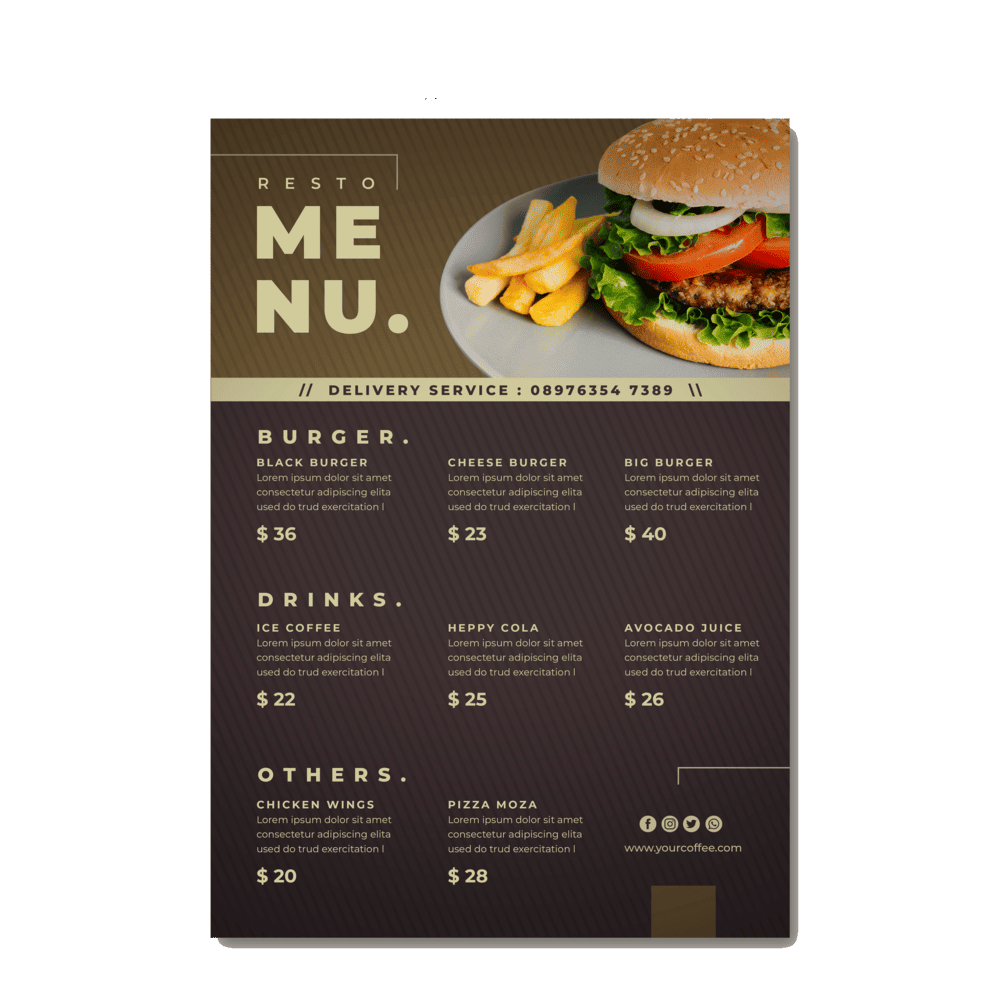 RESTO
ME
NU.
// DELIVERY SERVICE : 08976354 7389 \\
BURGER.
BLACK BURGER
Lorem ipsum dolor sit amet
consectetur adipiscing elita
used do trud exercitation l
$ 36
CHEESE BURGER
Lorem ipsum dolor sit amet
consectetur adipiscing elita
used do trud exercitation l
$ 23
BIG BURGER
Lorem ipsum dolor sit amet
consectetur adipiscing elita
used do trud exercitation l
$ 40
DRINKS.
ICE COFFEE
Lorem ipsum dolor sit amet
consectetur adipiscing elita
used do trud exercitation l
$ 22
HEPPY COLA
Lorem ipsum dolor sit amet
consectetur adipiscing elita
used do trud exercitation l
$ 25
AVOCADO JUICE
Lorem ipsum dolor sit amet
consectetur adipiscing elita
used do trud exercitation l
$ 26
OTHERS.
CHICKEN WINGS
Lorem ipsum dolor sit amet
consectetur adipiscing elita
used do trud exercitation l
$ 20
PIZZA MOZA
Lorem ipsum dolor sit amet
consectetur adipiscing elita
used do trud exercitation l
$ 28
www.yourcoffee.com